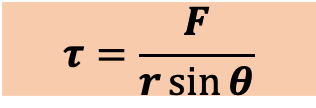 τ = F / (r sin θ)